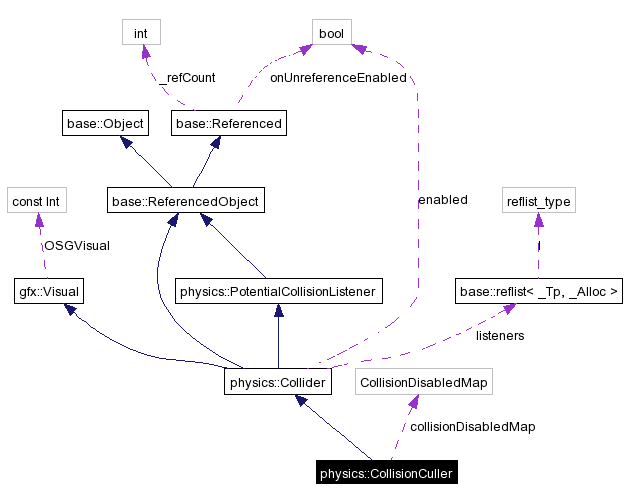 int
bool
_refCount
onUnreferenceEnabled
base::Object
base::Referenced
const Int
base::ReferencedObject
enabled
reflist_type
OSGVisual
l
gfx::Visual
physics::PotentialCollisionListener
base::reflist< _Tp, _Alloc >
listeners
physics::Collider
CollisionDisabledMap
collisionDisabledMap
physics::CollisionCuller